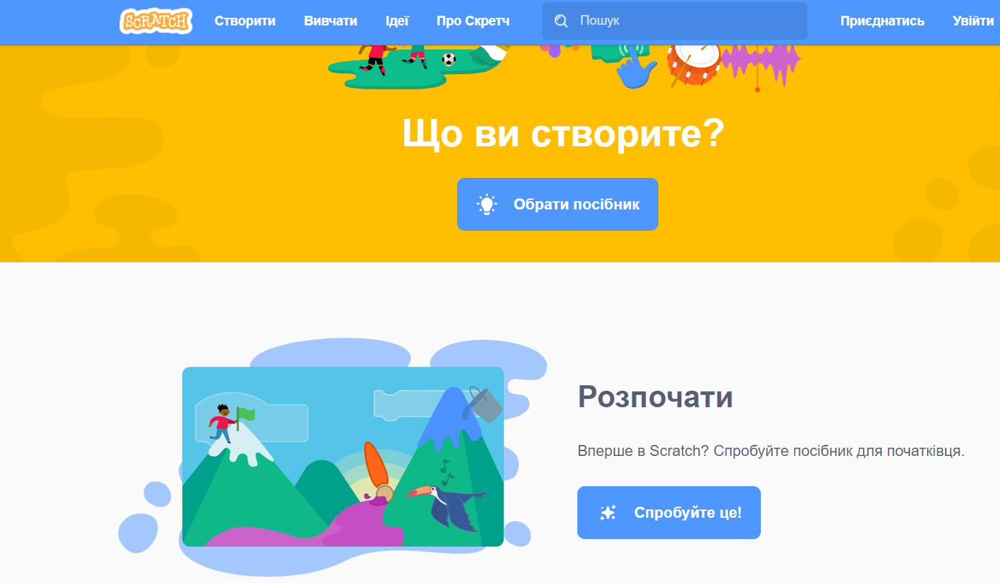 SCRATCH Створити Вивчати Ідеї Про Скретч Пошук Приєднатись Увійти
Що ви створите?
Обрати посібник
Розпочати
Вперше в Scratch? Спробуйте посібник для початківця.
Спробуйте це!